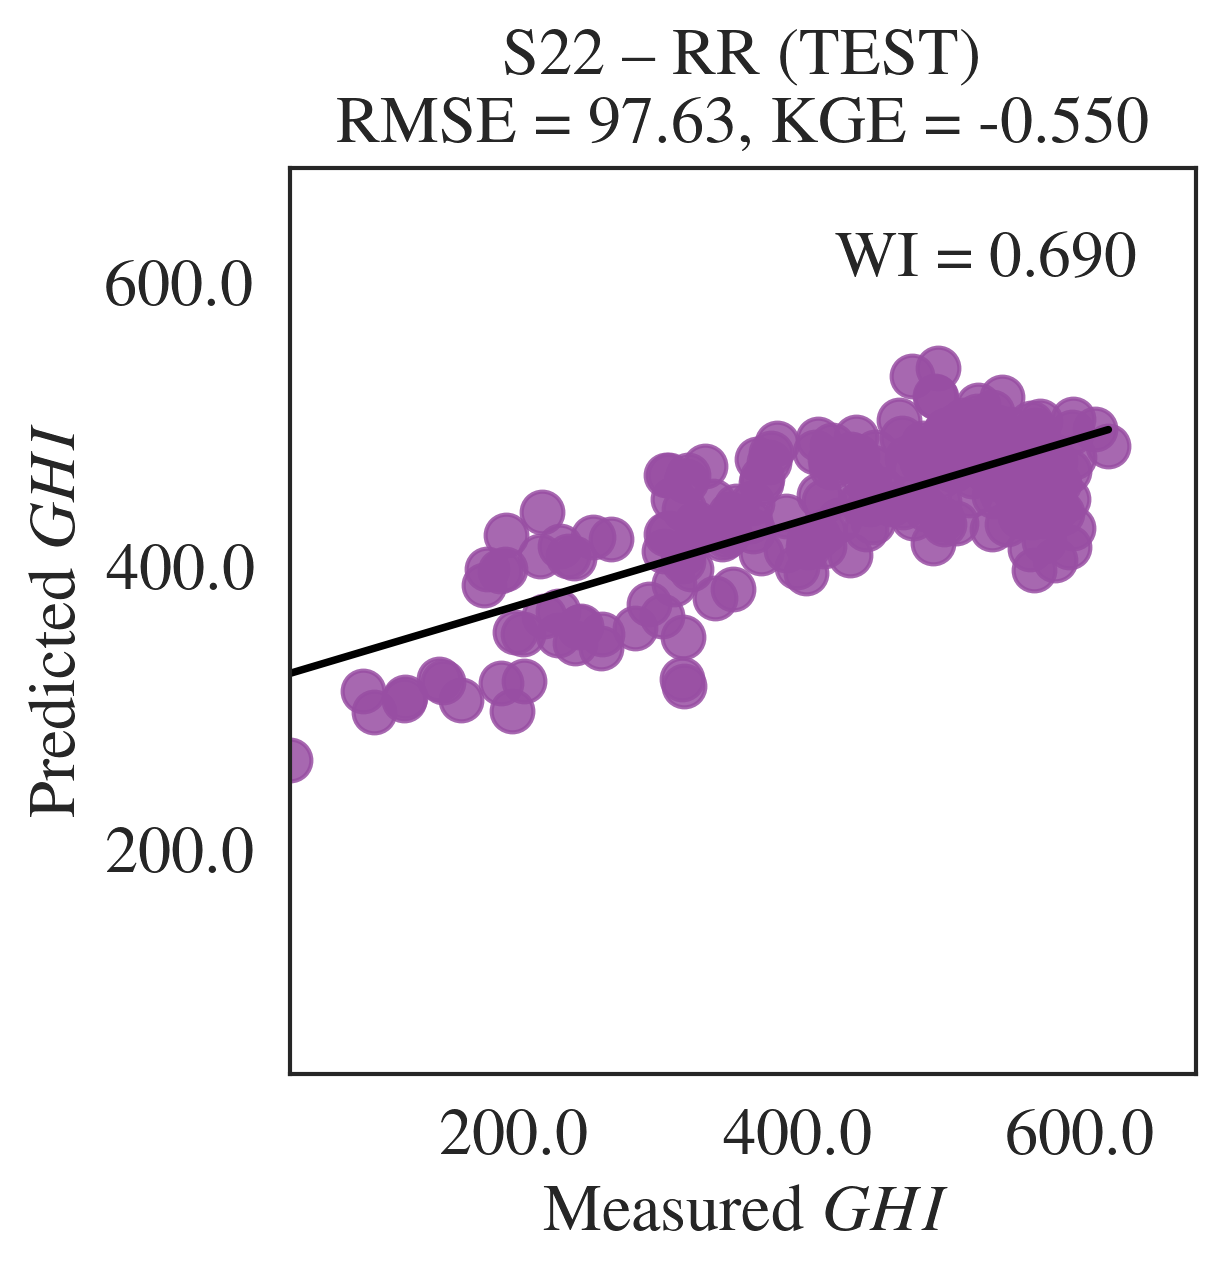 S22 – RR (TEST)
RMSE = 97.63, KGE = -0.550
WI = 0.690
600.0
400.0
200.0
Predicted GHI
200.0 400.0 600.0
Measured GHI